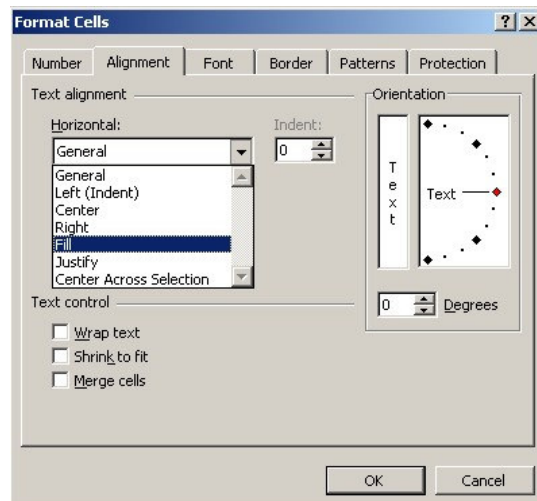 Format Cells
Number Alignment Font Border Patterns Protection
Text alignment
Horizontal:
Indent:
General
0
General
Left (Indent)
Center
Right
Fill
Justify
Center Across Selection
Text control
Wrap text
Shrink to fit
Merge cells
Orientation
Text
Text
0 Degrees
OK Cancel